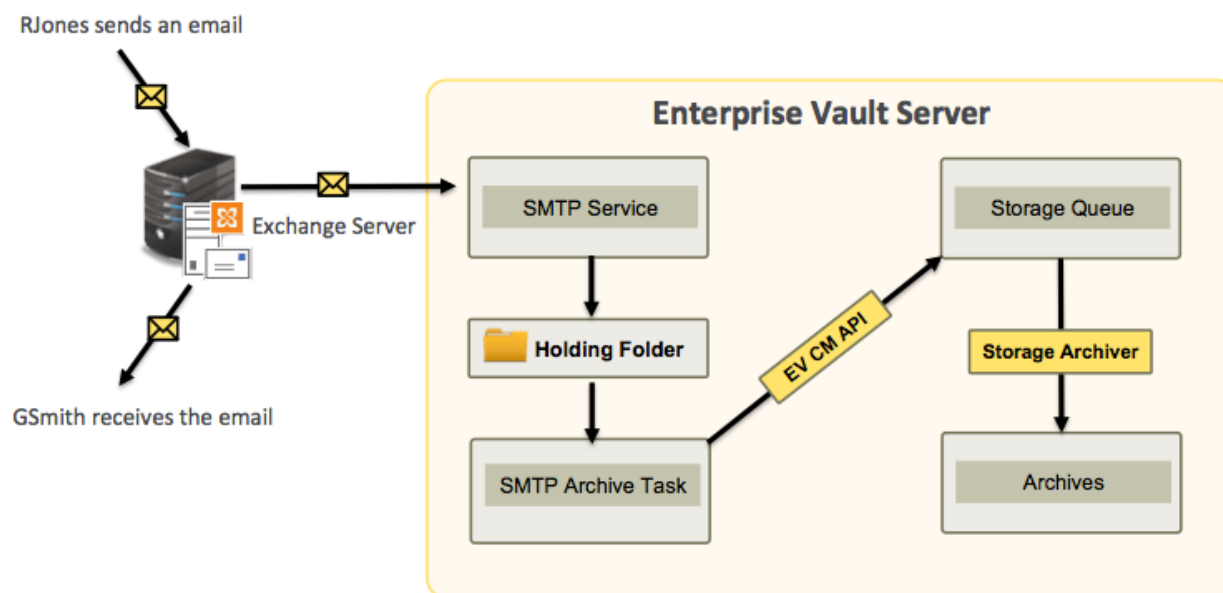 RJones sends an email
Enterprise Vault Server
SMTP Service
Storage Queue
Exchange Server
Holding Folder
EV CM API
Storage Archiver
GSmith receives the email
SMTP Archive Task
Archives